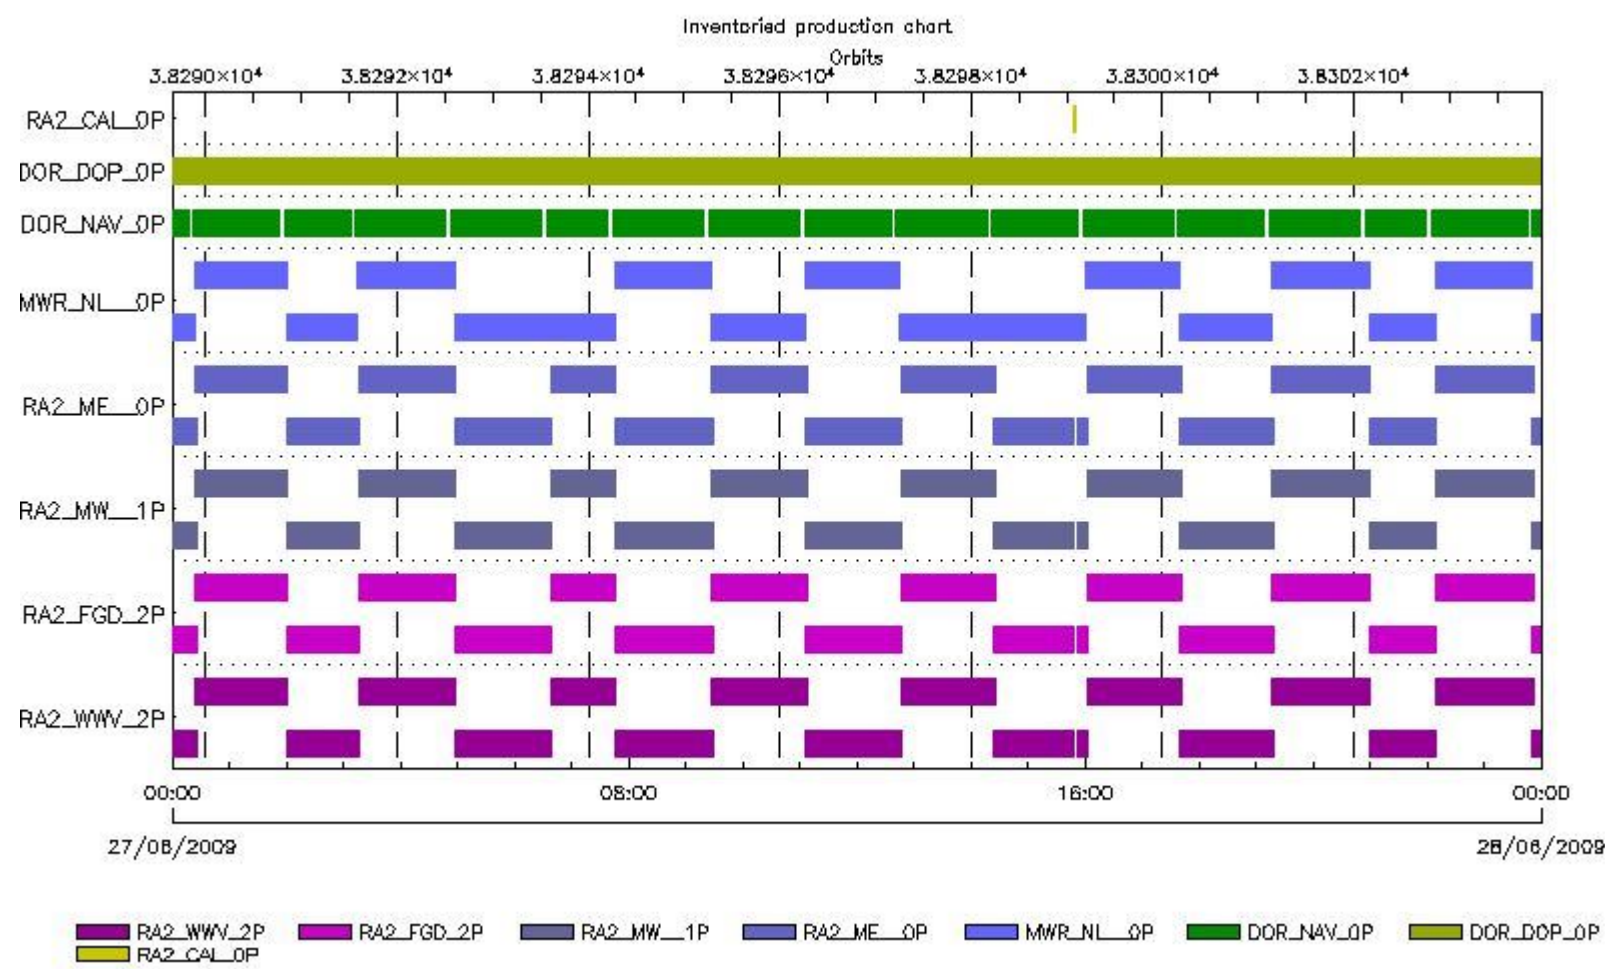 Inventoried production chart
Orbits
3.8290×10⁴ 3.8292×10⁴ 3.8294×10⁴ 3.8296×10⁴ 3.8298×10⁴ 3.8300×10⁴ 3.8302×10⁴
RA2_CAL_0P
DOR_DOP_0P
DOR_NAV_0P
MWR_NL__0P
RA2_ME__0P
RA2_MW__1P
RA2_FGD_2P
RA2_WWV_2P
00:00 08:00 16:00 00:00
27/06/2009 28/06/2009
RA2_WWV_2P RA2_FGD_2P RA2_MW__1P RA2_ME__0P MWR_NL__0P DOR_NAV_0P DOR_DOP_0P
RA2_CAL_0P